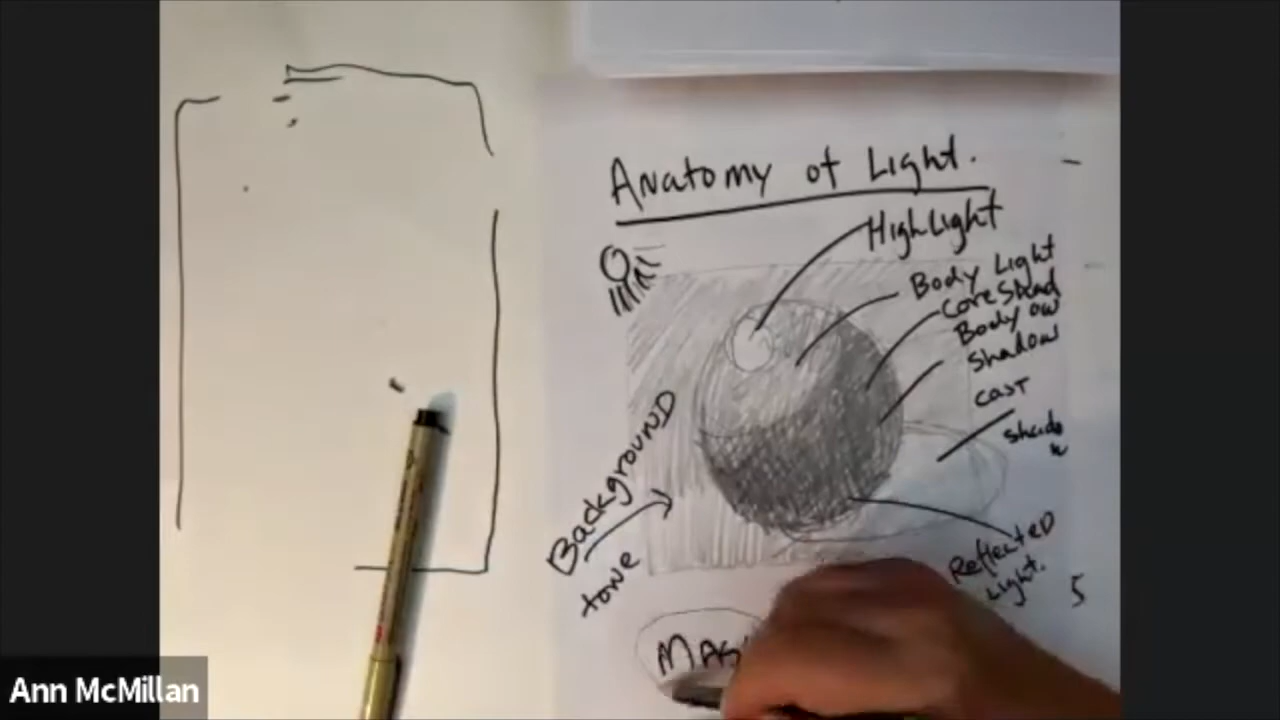 Anatomy of Light.
HighLight
Body Light
Core Shad
ow
Body
Shadow
cast
shado
w
Background
tone
Reflected
Light.
5
Ann McMillan